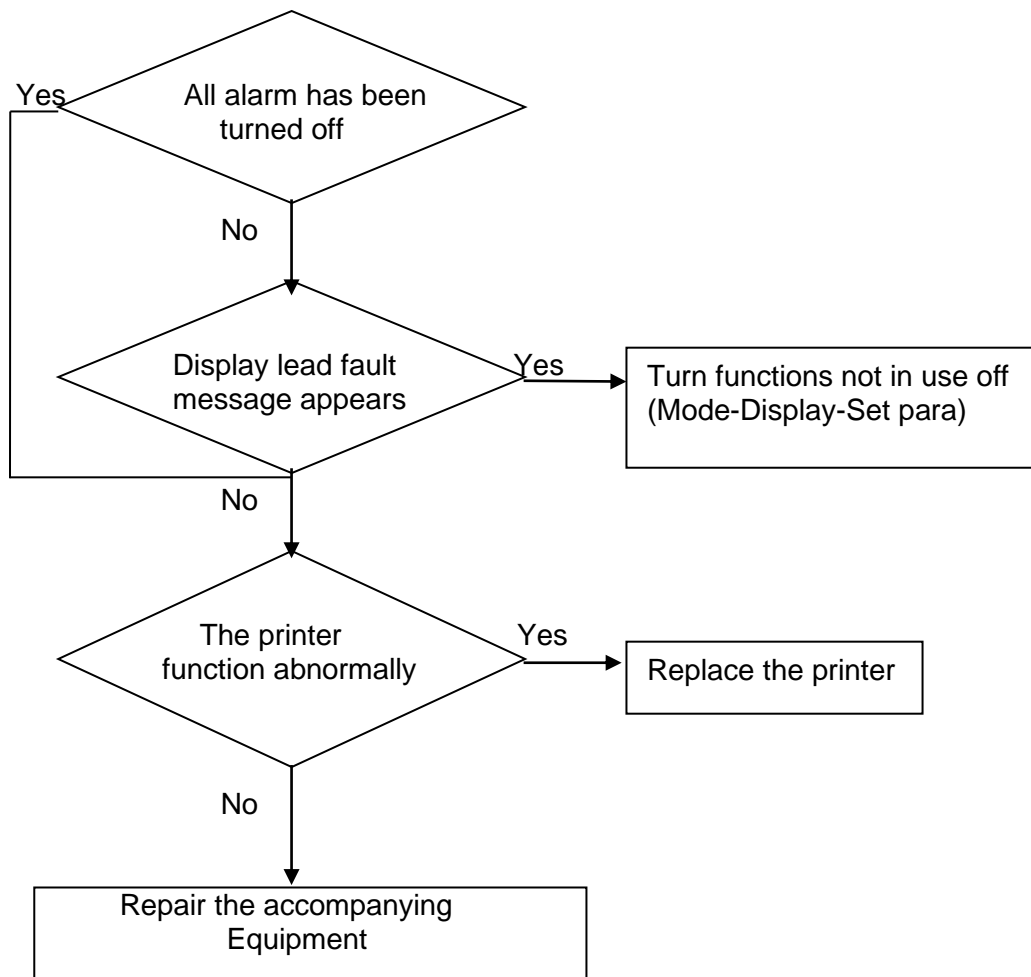 Yes
All alarm has been
turned off
No
Display lead fault
message appears
Yes
Turn functions not in use off
(Mode-Display-Set para)
No
The printer
function abnormally
Yes
Replace the printer
No
Repair the accompanying
Equipment